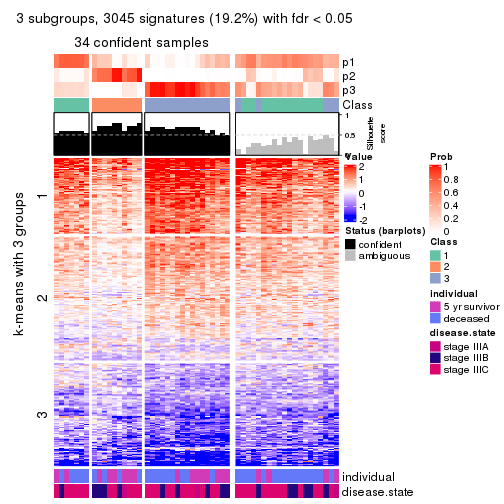 3 subgroups, 3045 signatures (19.2%) with fdr < 0.05
34 confident samples
p1
p2
p3
Class
1
0.5
0
Silhouette
score
k-means with 3 groups
1
2
3
individual
disease.state
Value
2
1
0
-1
-2
Status (barplots)
confident
ambiguous
Prob
1
0.8
0.6
0.4
0.2
0
Class
1
2
3
individual
5 yr survivor
deceased
disease.state
stage IIIA
stage IIIB
stage IIIC